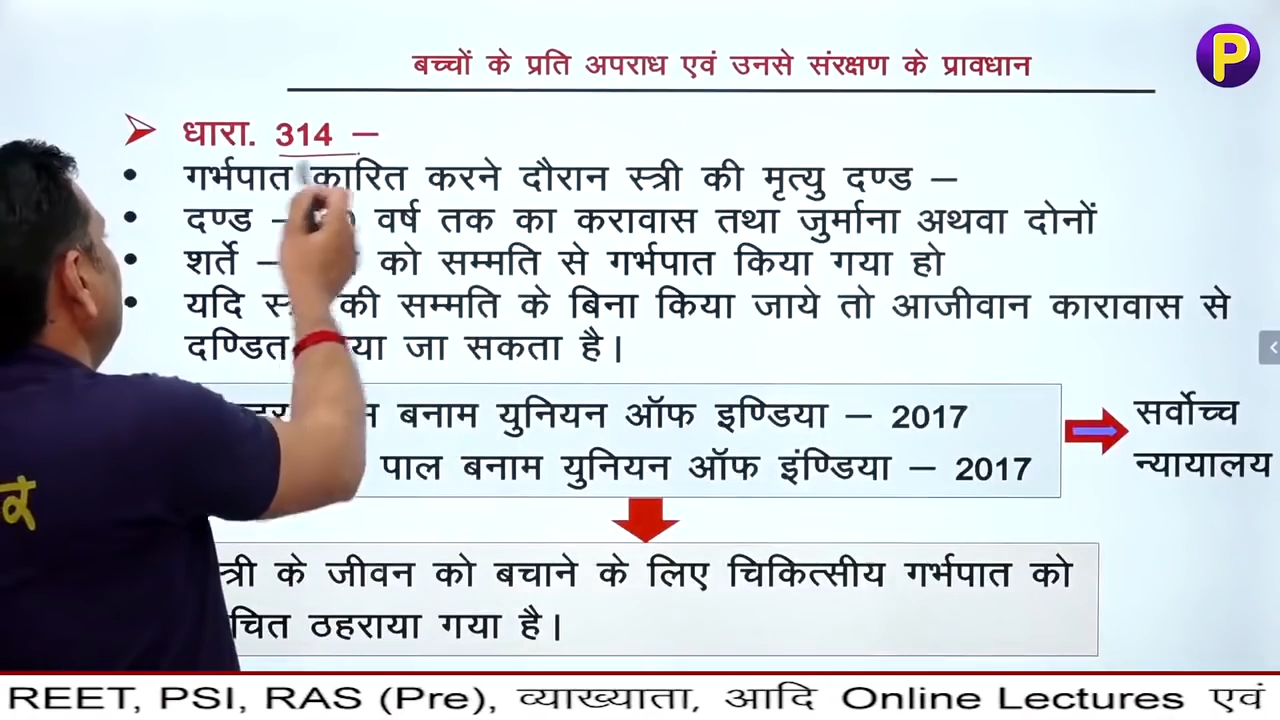 P
बच्चों के प्रति अपराध एवं उनसे संरक्षण के प्रावधान
धारा. 314 –
गर्भपात कारित करने दौरान स्त्री की मृत्यु दण्ड –
दण्ड – वर्ष तक का करावास तथा जुर्माना अथवा दोनों
शर्ते – को सम्मति से गर्भपात किया गया हो
यदि की सम्मति के बिना किया जाये तो आजीवान कारावास से
दण्डित जा सकता है।
बनाम युनियन ऑफ इण्डिया – 2017
पाल बनाम युनियन ऑफ इंण्डिया – 2017
सर्वोच्च
न्यायालय
के जीवन को बचाने के लिए चिकित्सीय गर्भपात को
ठहराया गया है।
REET, PSI, RAS (Pre), व्याख्याता, आदि Online Lectures एवं